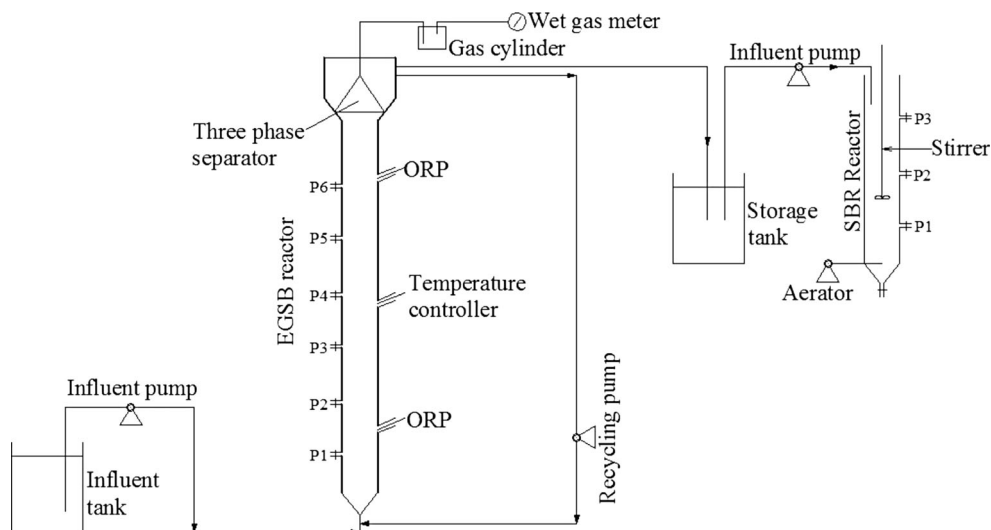 Wet gas meter
Gas cylinder
Influent pump
Three phase
separator
ORP
P6
P5
P4
P3
P2
P1
EGSB reactor
Temperature
controller
ORP
Recycling pump
Storage
tank
SBR Reactor
P3
Stirrer
P2
P1
Aerator
Influent pump
Influent
tank